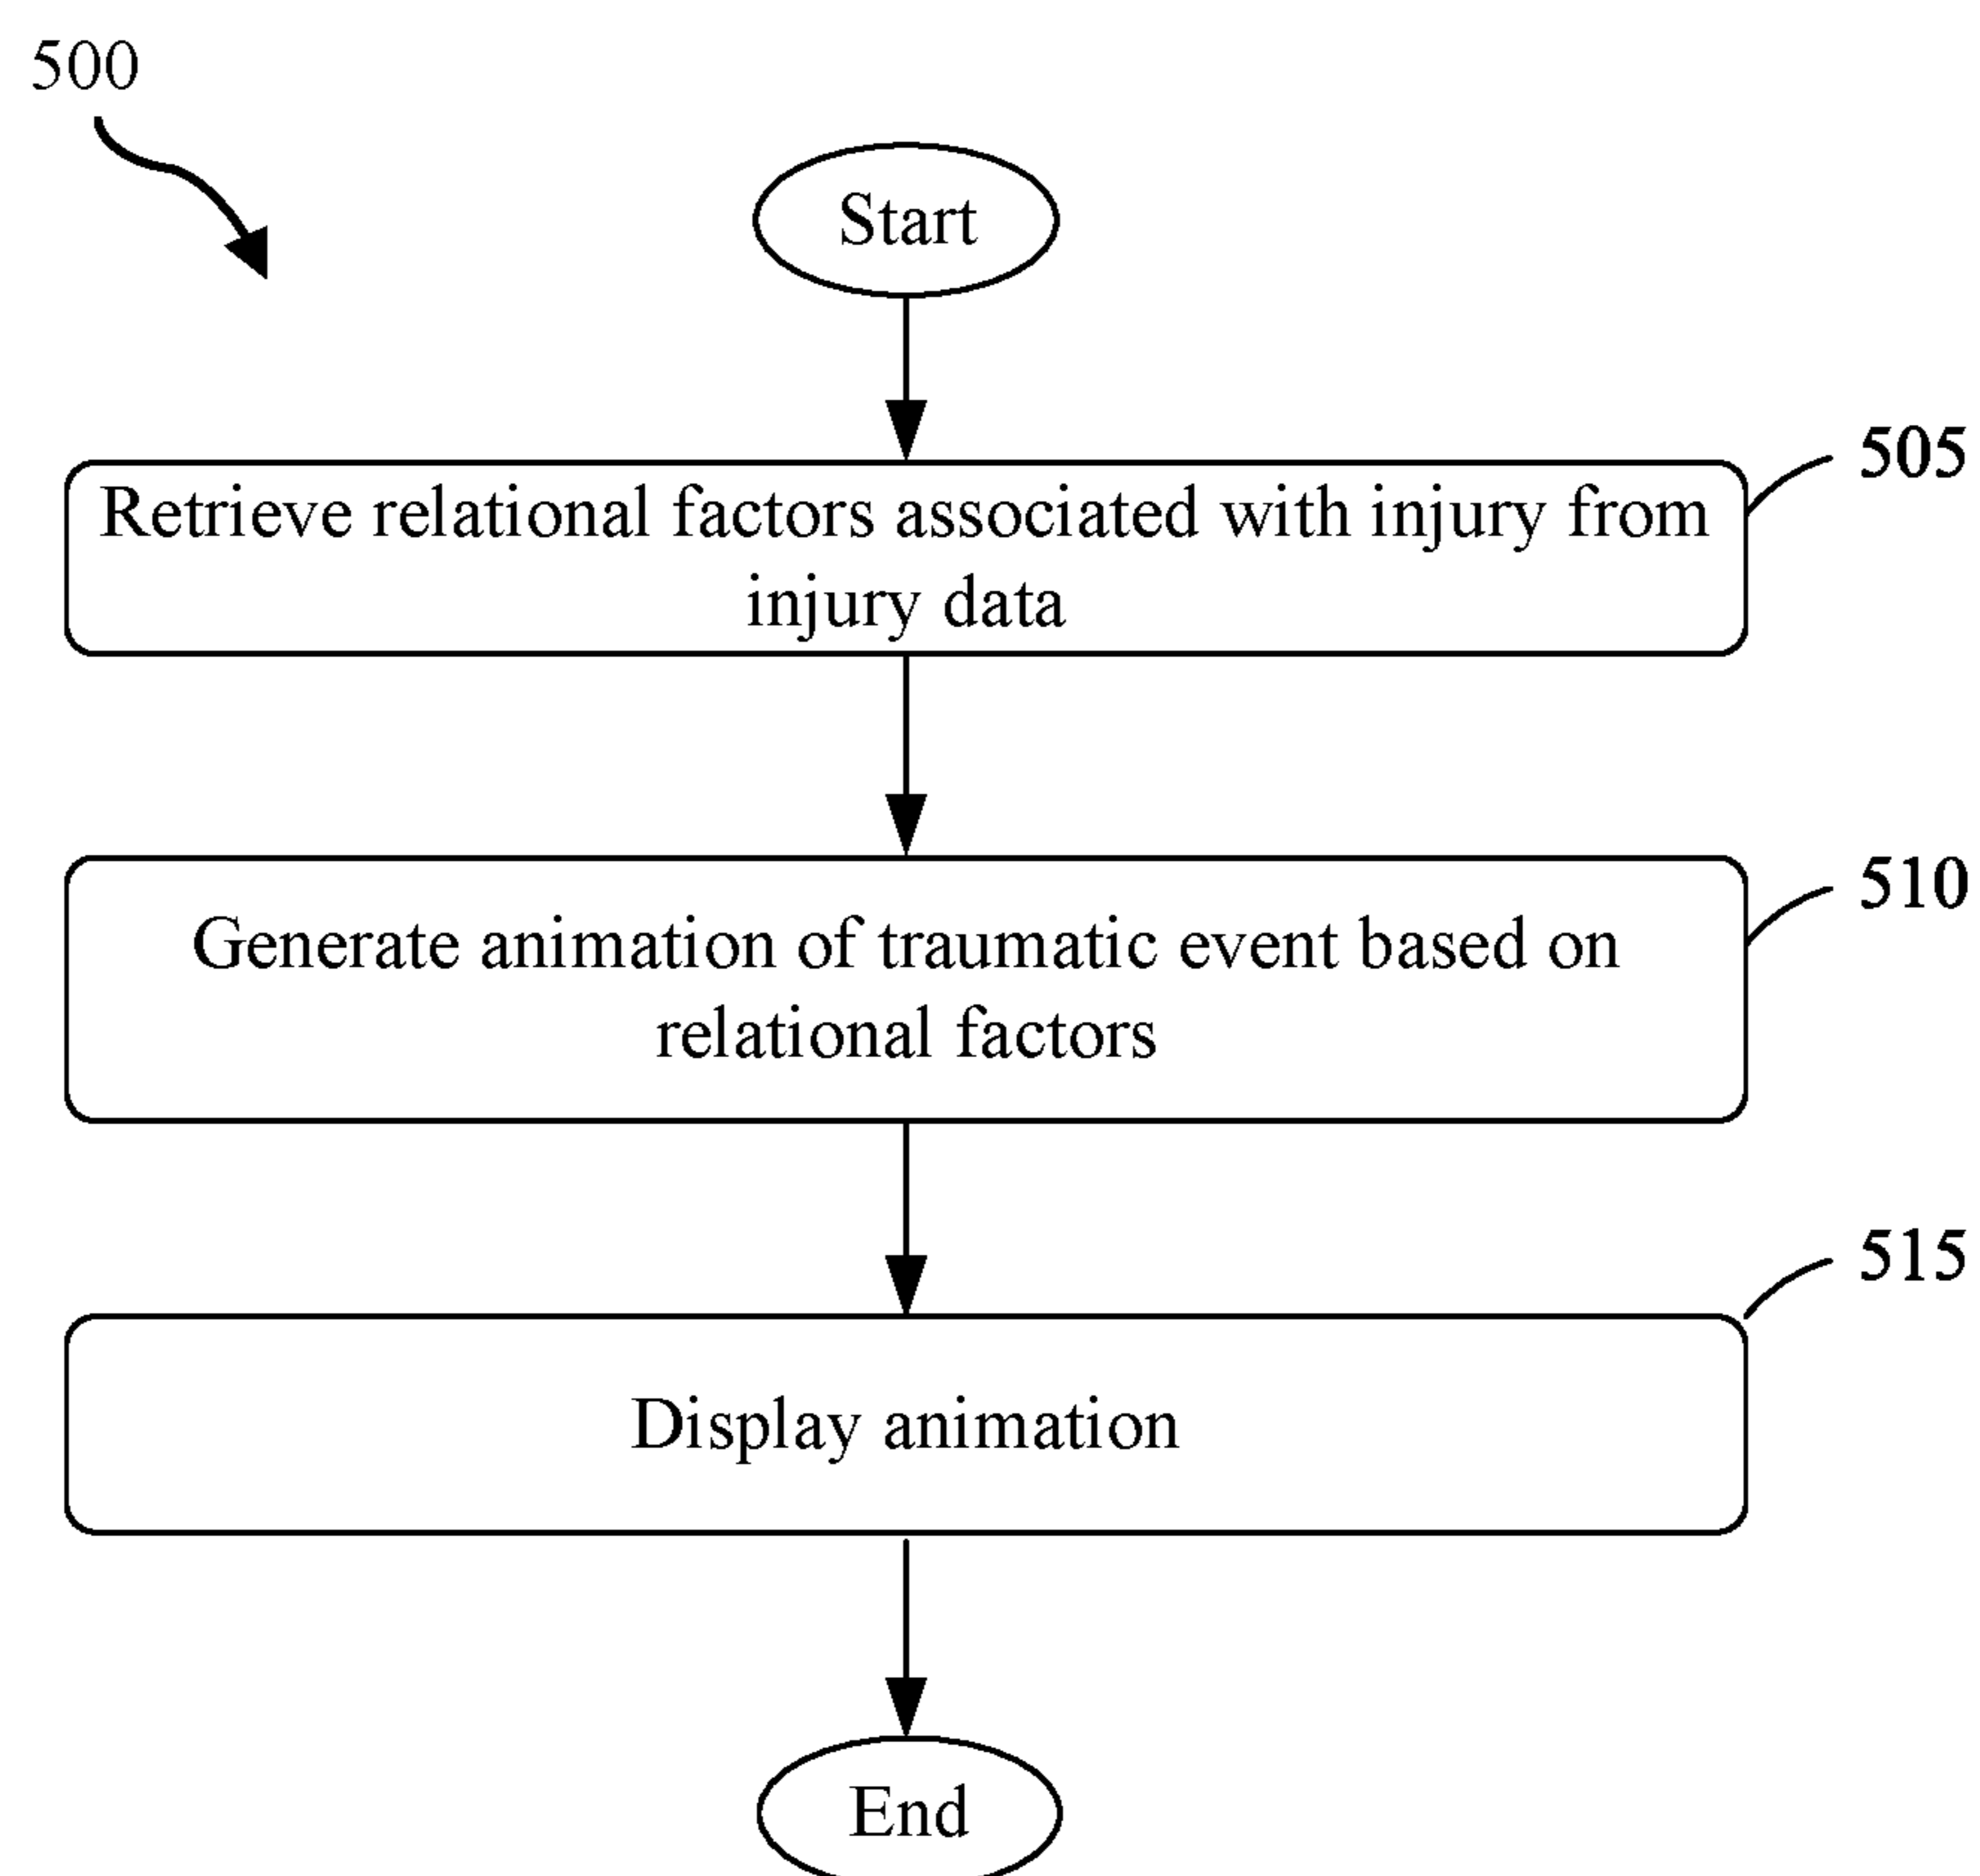 500
Start
505
Retrieve relational factors associated with injury from
injury data
510
Generate animation of traumatic event based on
relational factors
515
Display animation
End